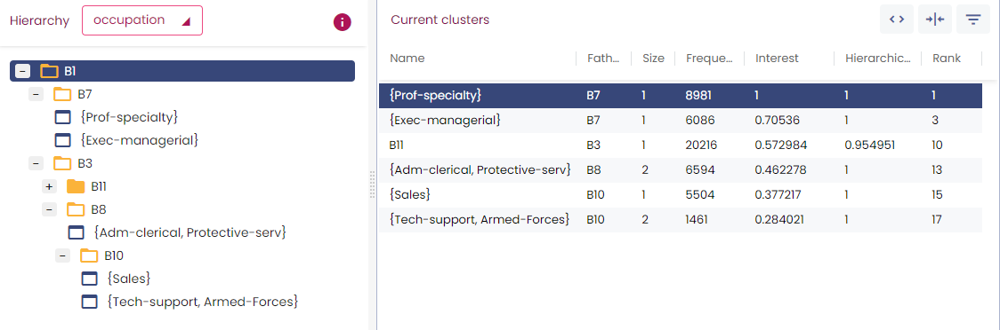 Hierarchy occupation
B1
B7
{Prof-specialty}
{Exec-managerial}
B3
B11
B8
{Adm-clerical, Protective-serv}
B10
{Sales}
{Tech-support, Armed-Forces}
Current clusters
Name Fath... Size Freque... Interest Hierarchic... Rank
{Prof-specialty} B7 1 8981 1 1 1
{Exec-managerial} B7 1 6086 0.70536 1 3
B11 B3 1 20216 0.572984 0.954951 10
{Adm-clerical, Protective-serv} B8 2 6594 0.462278 1 13
{Sales} B10 1 5504 0.377217 1 15
{Tech-support, Armed-Forces} B10 2 1461 0.284021 1 17